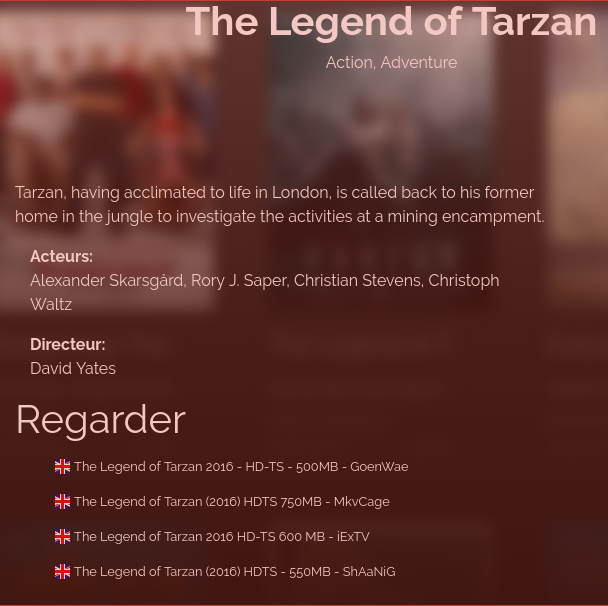 The Legend of Tarzan
Action, Adventure
Tarzan, having acclimated to life in London, is called back to his former
home in the jungle to investigate the activities at a mining encampment.
Acteurs:
Alexander Skarsgård, Rory J. Saper, Christian Stevens, Christoph
Waltz
Directeur:
David Yates
Regarder
The Legend of Tarzan 2016 - HD-TS - 500MB - GoenWae
The Legend of Tarzan (2016) HDTS 750MB - MkvCage
The Legend of Tarzan 2016 HD-TS 600 MB - iExTV
The Legend of Tarzan (2016) HDTS - 550MB - ShAaNiG